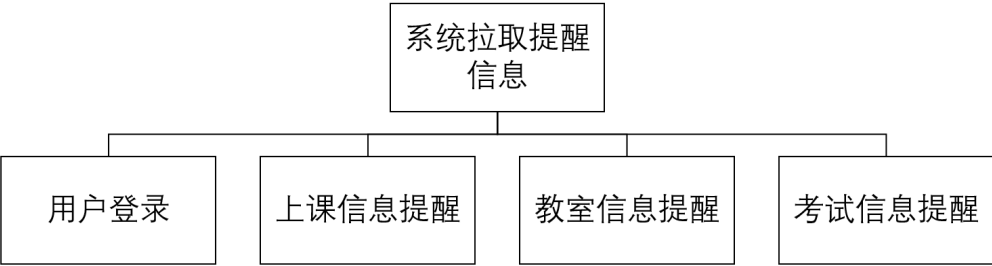 系统拉取提醒
信息
用户登录
上课信息提醒
教室信息提醒
考试信息提醒